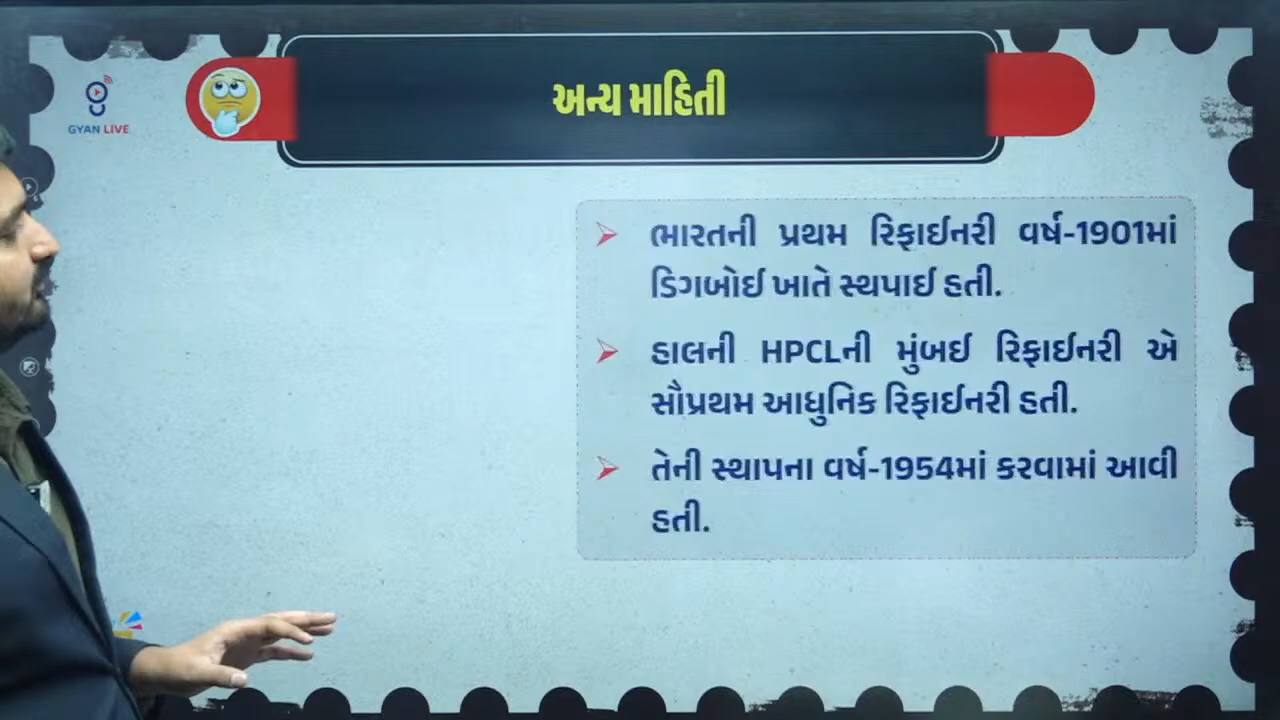 GYAN LIVE
અન્ય માહિતી
ભારતની પ્રથમ રિફાઈનરી વર્ષ-1901માં
ડિગબોઈ ખાતે સ્થપાઈ હતી.
હાલની HPCLની મુંબઈ રિફાઈનરી એ
સૌપ્રથમ આધુનિક રિફાઈનરી હતી.
તેની સ્થાપના વર્ષ-1954માં કરવામાં આવી
હતી.